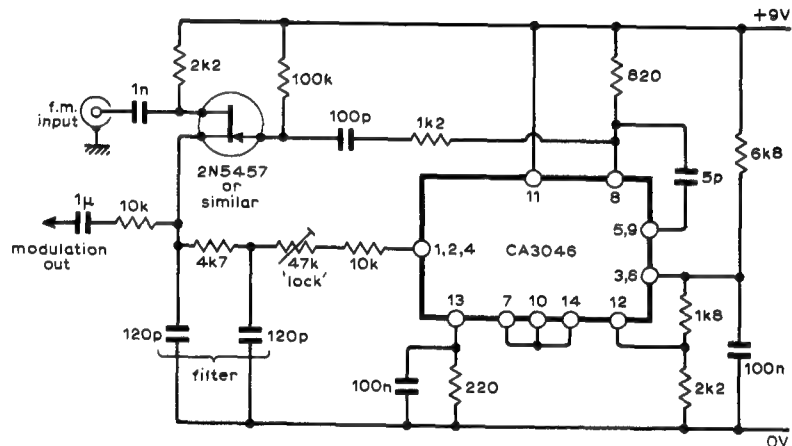 +9V
2k2
100k
820
1n
f.m.
input
100p
1k2
6k8
2N5457
or
similar
11
8
5p
1μ
10k
5,9
modulation
out
4k7
47k
'lock'
10k
1,2,4
CA3046
3,6
13
7
10
14
12
1k8
120p
120p
filter
100n
220
2k2
100n
0V